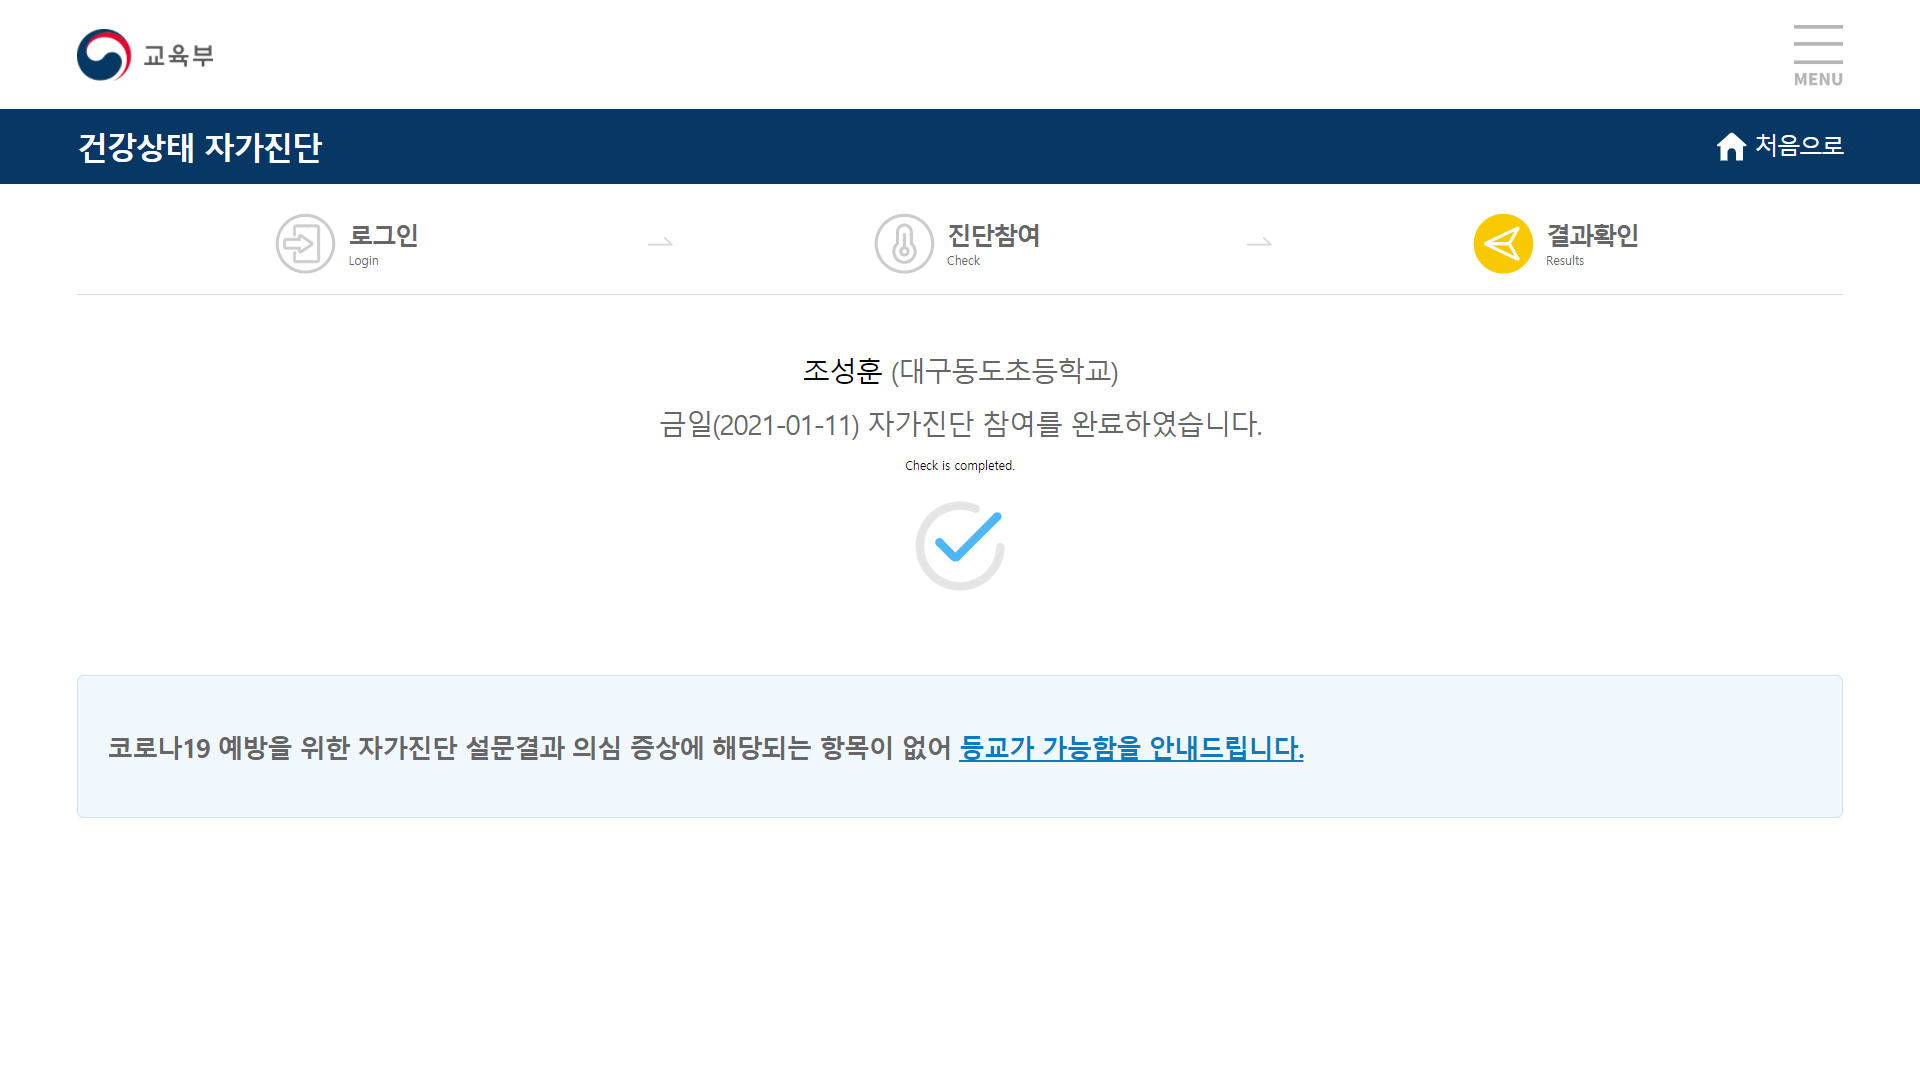 교육부
MENU
건강상태 자가진단
처음으로
로그인
Login
진단참여
Check
결과확인
Results
조성훈 (대구동도초등학교)
금일(2021-01-11) 자가진단 참여를 완료하였습니다.
Check is completed.
코로나19 예방을 위한 자가진단 설문결과 의심 증상에 해당되는 항목이 없어 등교가 가능함을 안내드립니다.